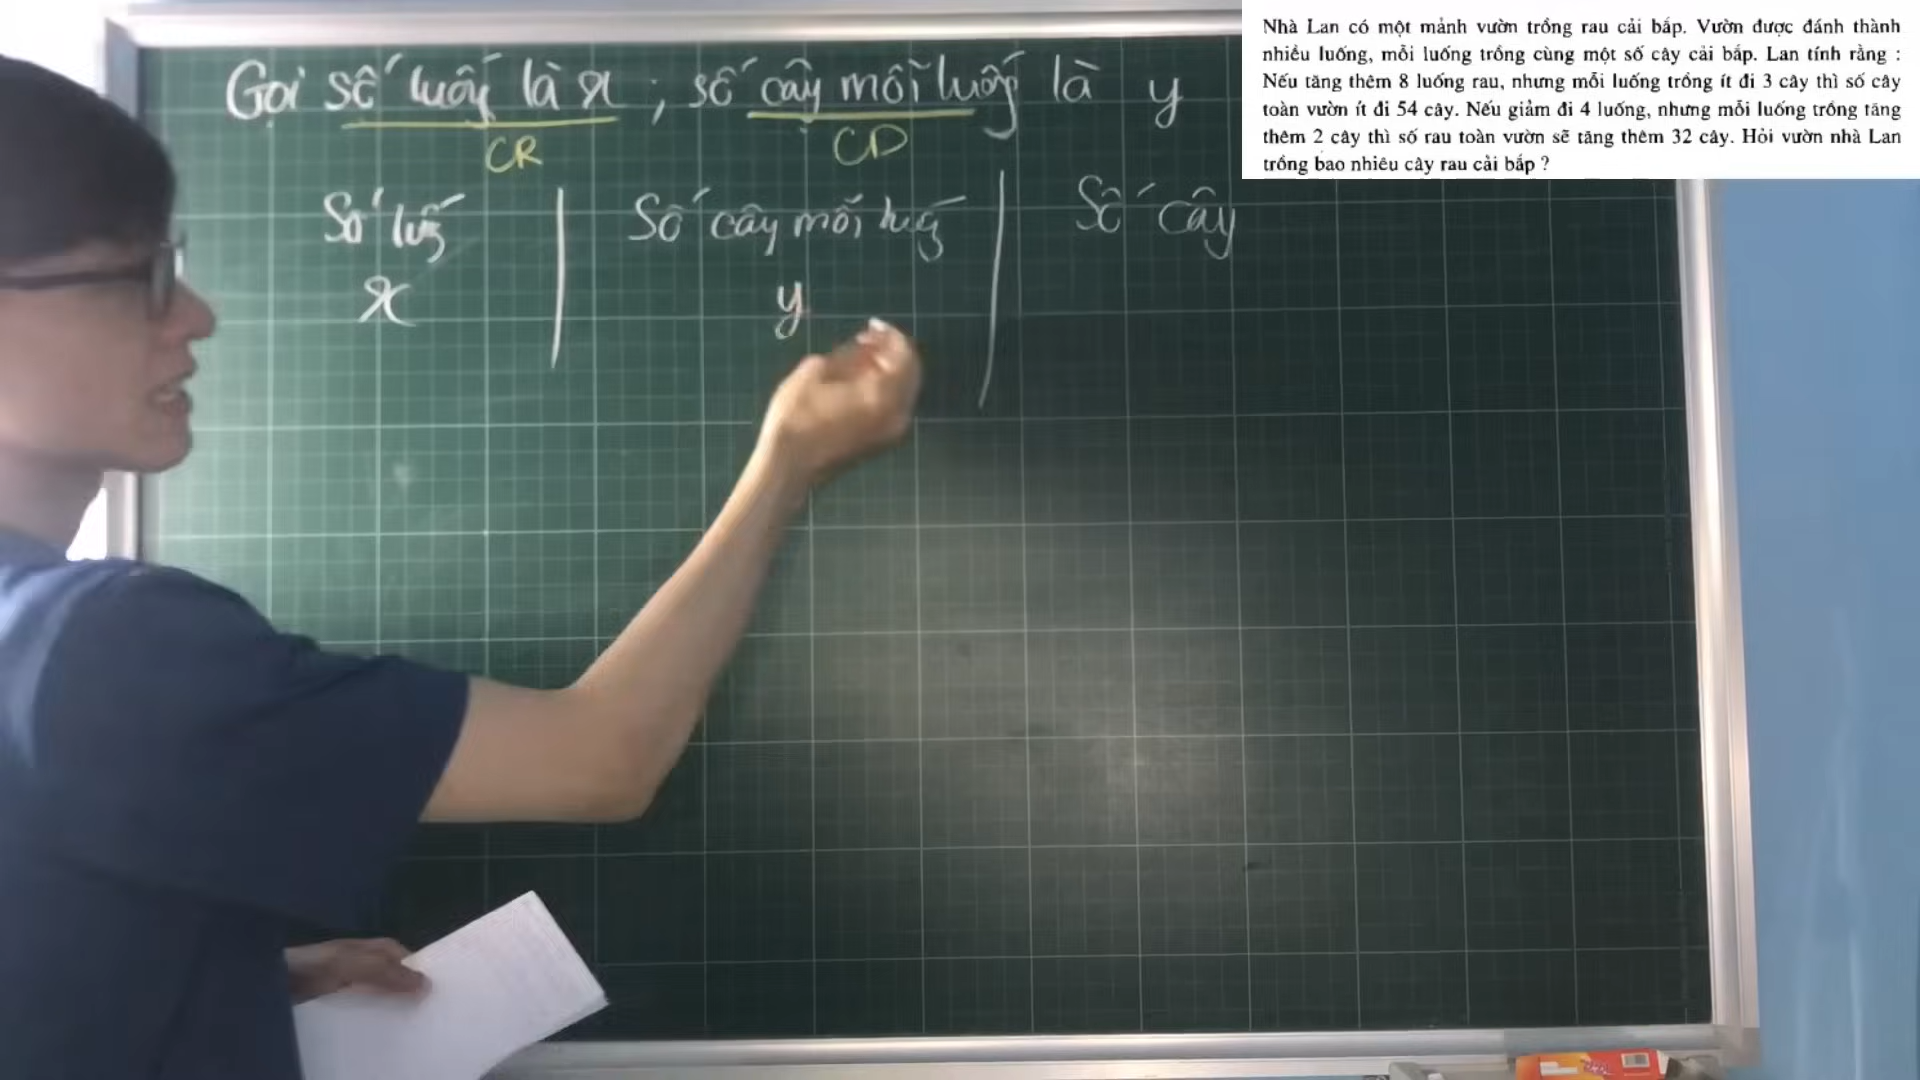 Nhà Lan có một mảnh vườn trồng rau cải bắp. Vườn được đánh thành
nhiều luống, mỗi luống trồng cùng một số cây cải bắp. Lan tính rằng :
Nếu tăng thêm 8 luống rau, nhưng mỗi luống trồng ít đi 3 cây thì số cây
toàn vườn ít đi 54 cây. Nếu giảm đi 4 luống, nhưng mỗi luống trồng tăng
thêm 2 cây thì số rau toàn vườn sẽ tăng thêm 32 cây. Hỏi vườn nhà Lan
trồng bao nhiêu cây rau cải bắp ?
Gọi số luống là x ; số cây mỗi luống là y
CR CD
Số luống Số cây mỗi luống Số cây
x y